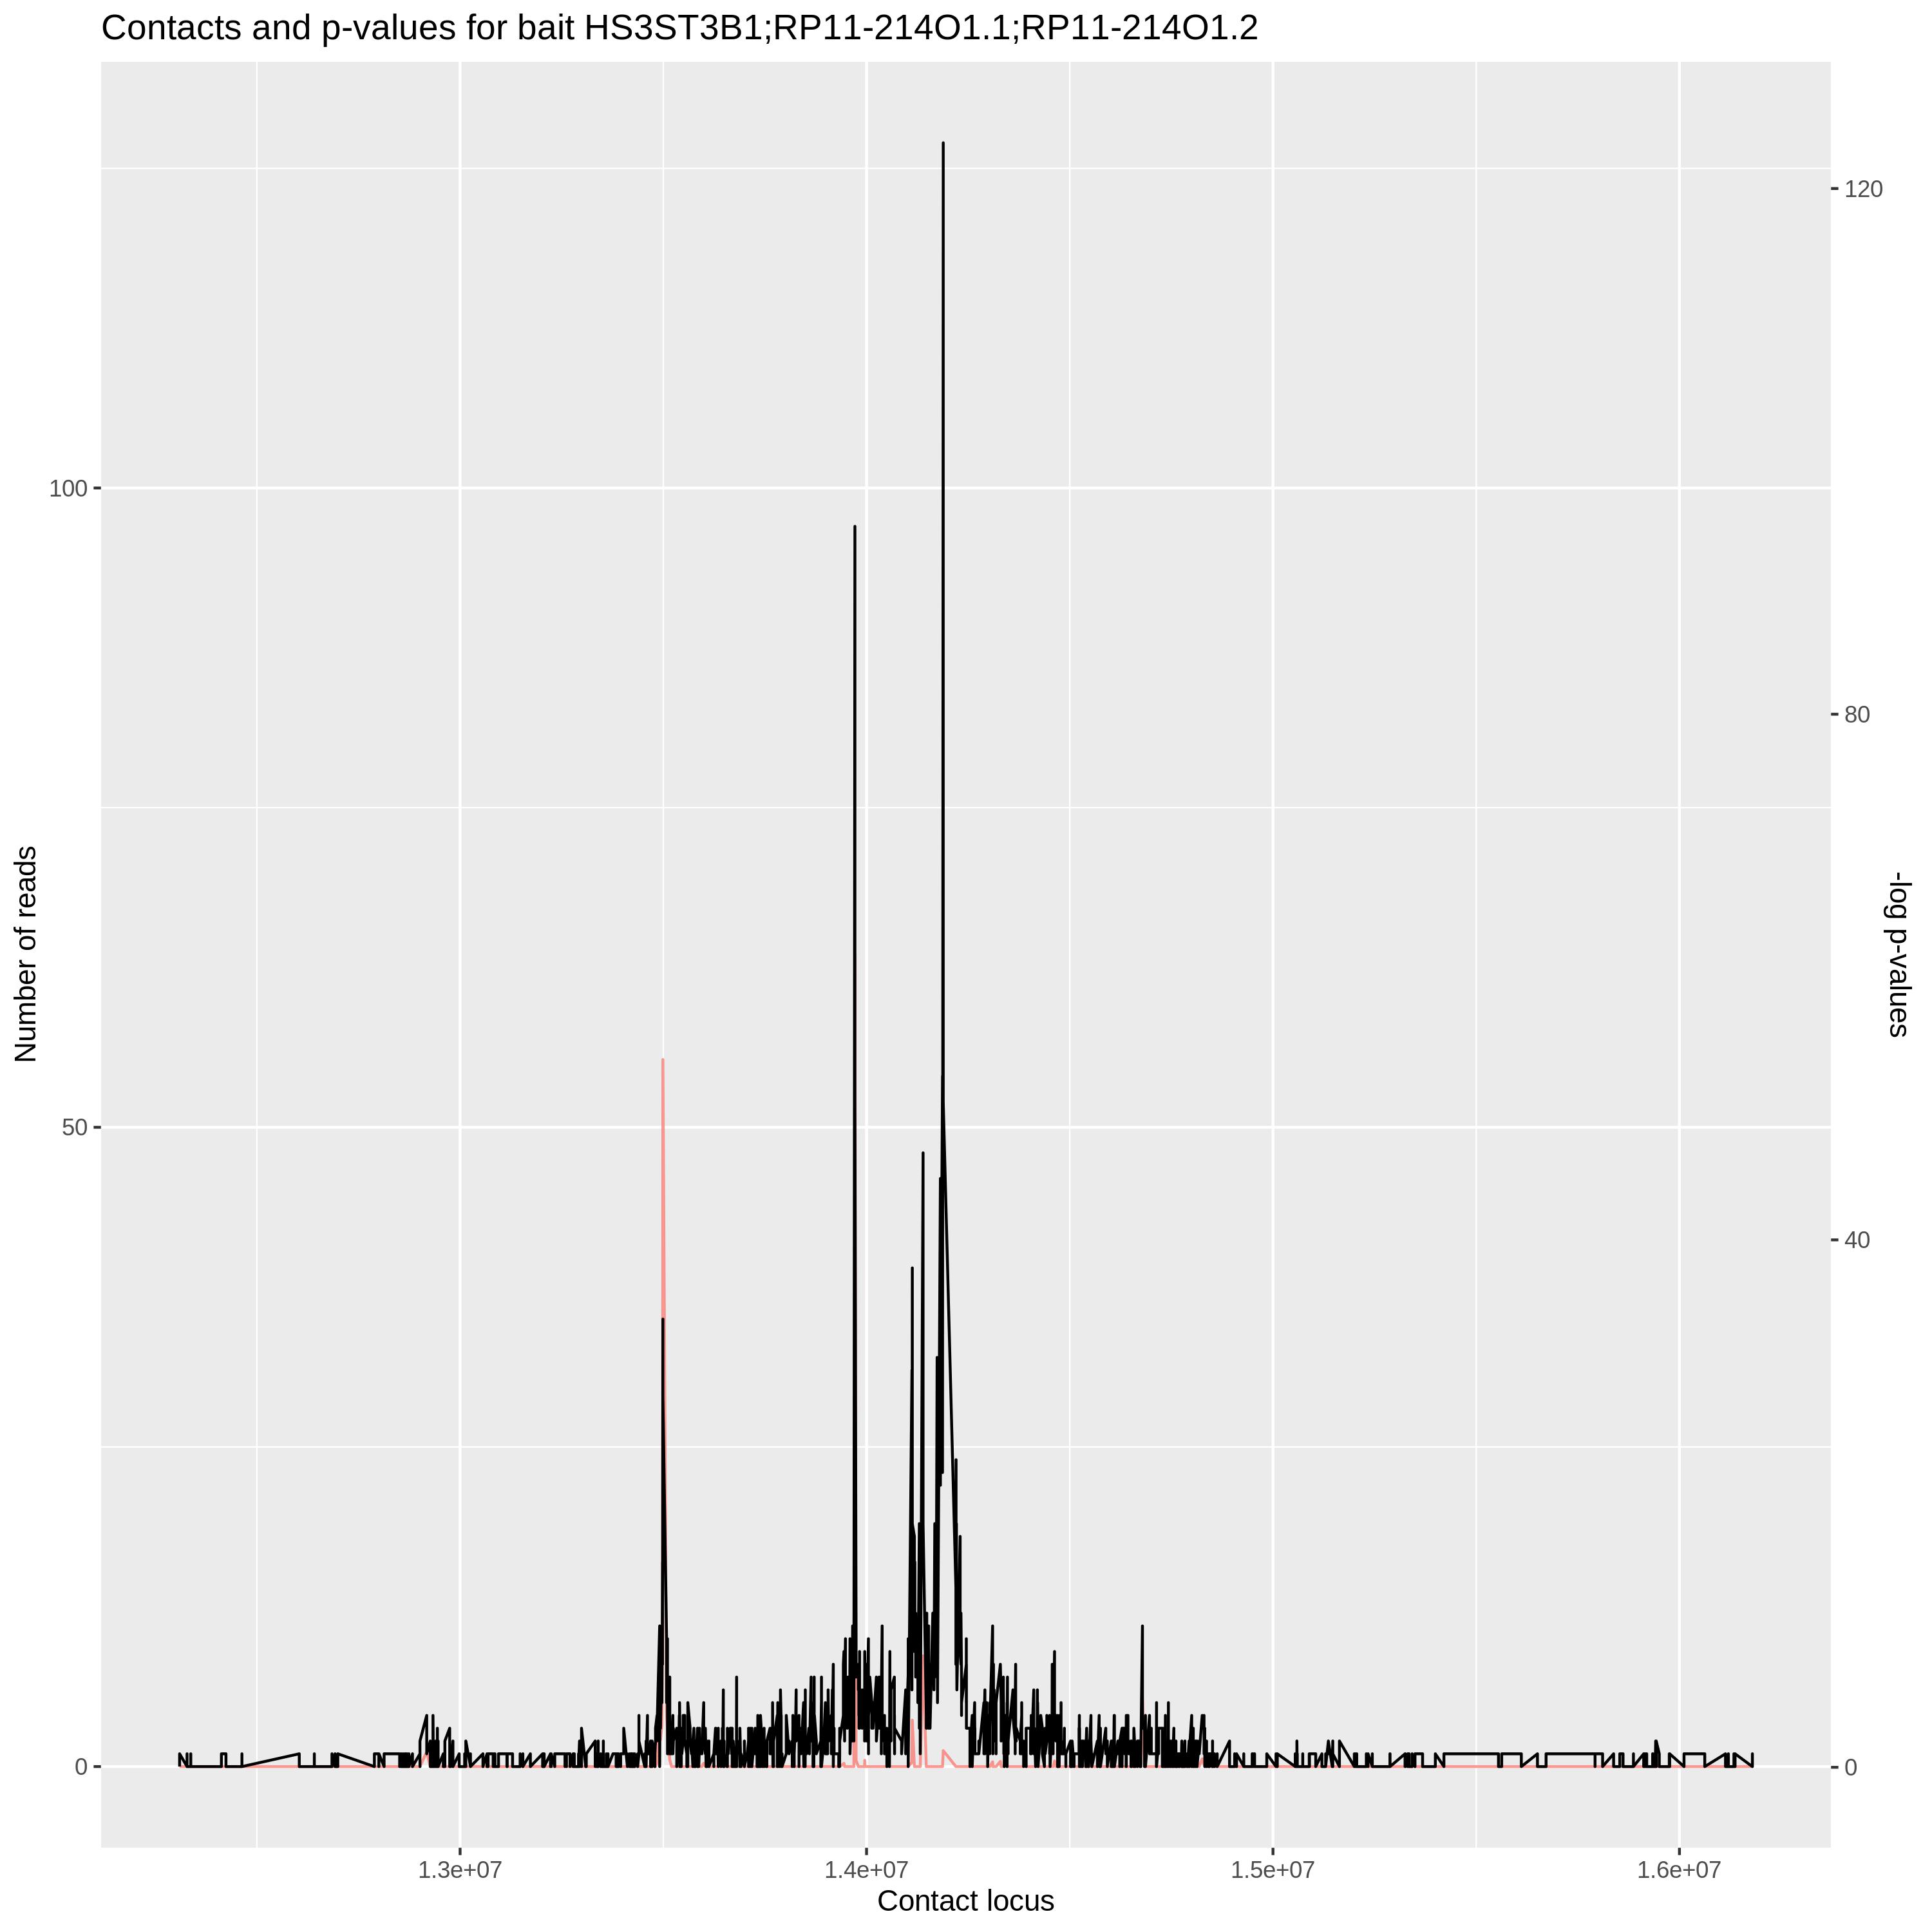 Contacts and p-values for bait HS3ST3B1;RP11-214O1.1;RP11-214O1.2
Number of reads
100
50
0
120
80
40
0
-log p-values
1.3e+07
1.4e+07
1.5e+07
1.6e+07
Contact locus